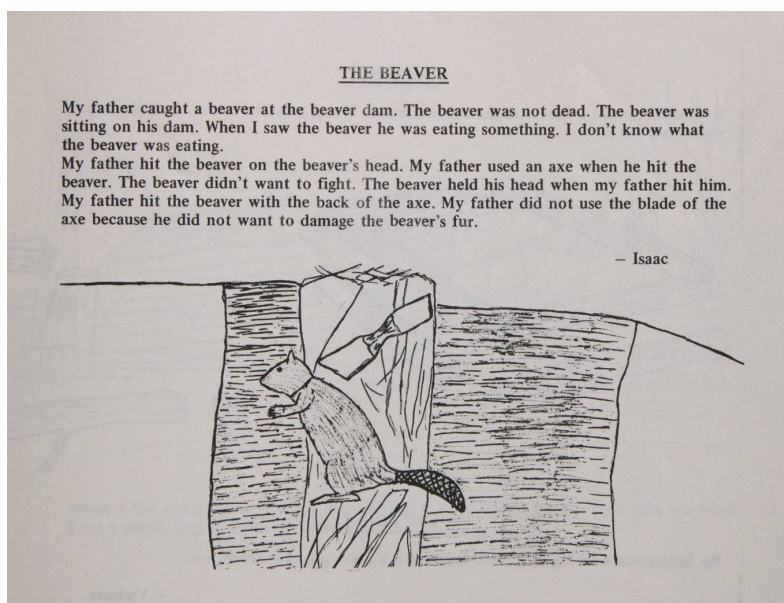 THE BEAVER
My father caught a beaver at the beaver dam. The beaver was not dead. The beaver was
sitting on his dam. When I saw the beaver he was eating something. I don't know what
the beaver was eating.
My father hit the beaver on the beaver's head. My father used an axe when he hit the
beaver. The beaver didn't want to fight. The beaver held his head when my father hit him.
My father hit the beaver with the back of the axe. My father did not use the blade of the
axe because he did not want to damage the beaver's fur.
– Isaac